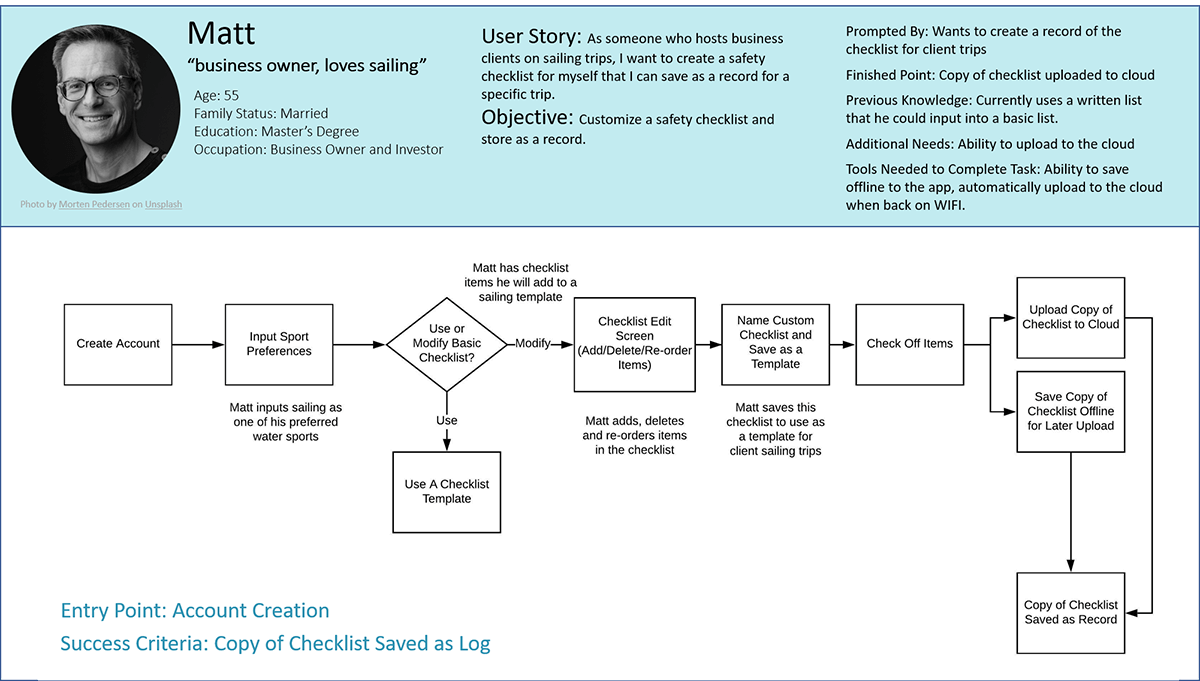 Matt
“business owner, loves sailing”
Age: 55
Family Status: Married
Education: Master’s Degree
Occupation: Business Owner and Investor
Photo by Morten Pedersen on Unsplash
User Story: As someone who hosts business
clients on sailing trips, I want to create a safety
checklist for myself that I can save as a record for a
specific trip.
Objective: Customize a safety checklist and
store as a record.
Prompted By: Wants to create a record of the
checklist for client trips
Finished Point: Copy of checklist uploaded to cloud
Previous Knowledge: Currently uses a written list
that he could input into a basic list.
Additional Needs: Ability to upload to the cloud
Tools Needed to Complete Task: Ability to save
offline to the app, automatically upload to the cloud
when back on WIFI.
Create Account
Input Sport
Preferences
Matt inputs sailing as
one of his preferred
water sports
Use or
Modify Basic
Checklist?
Use
Use A Checklist
Template
Matt has checklist
items he will add to a
sailing template
Modify
Checklist Edit
Screen
(Add/Delete/Re-order
Items)
Matt adds, deletes
and re-orders items
in the checklist
Name Custom
Checklist and
Save as a
Template
Matt saves this
checklist to use as
a template for
client sailing trips
Check Off Items
Upload Copy of
Checklist to Cloud
Save Copy of
Checklist Offline
for Later Upload
Copy of Checklist
Saved as Record
Entry Point: Account Creation
Success Criteria: Copy of Checklist Saved as Log